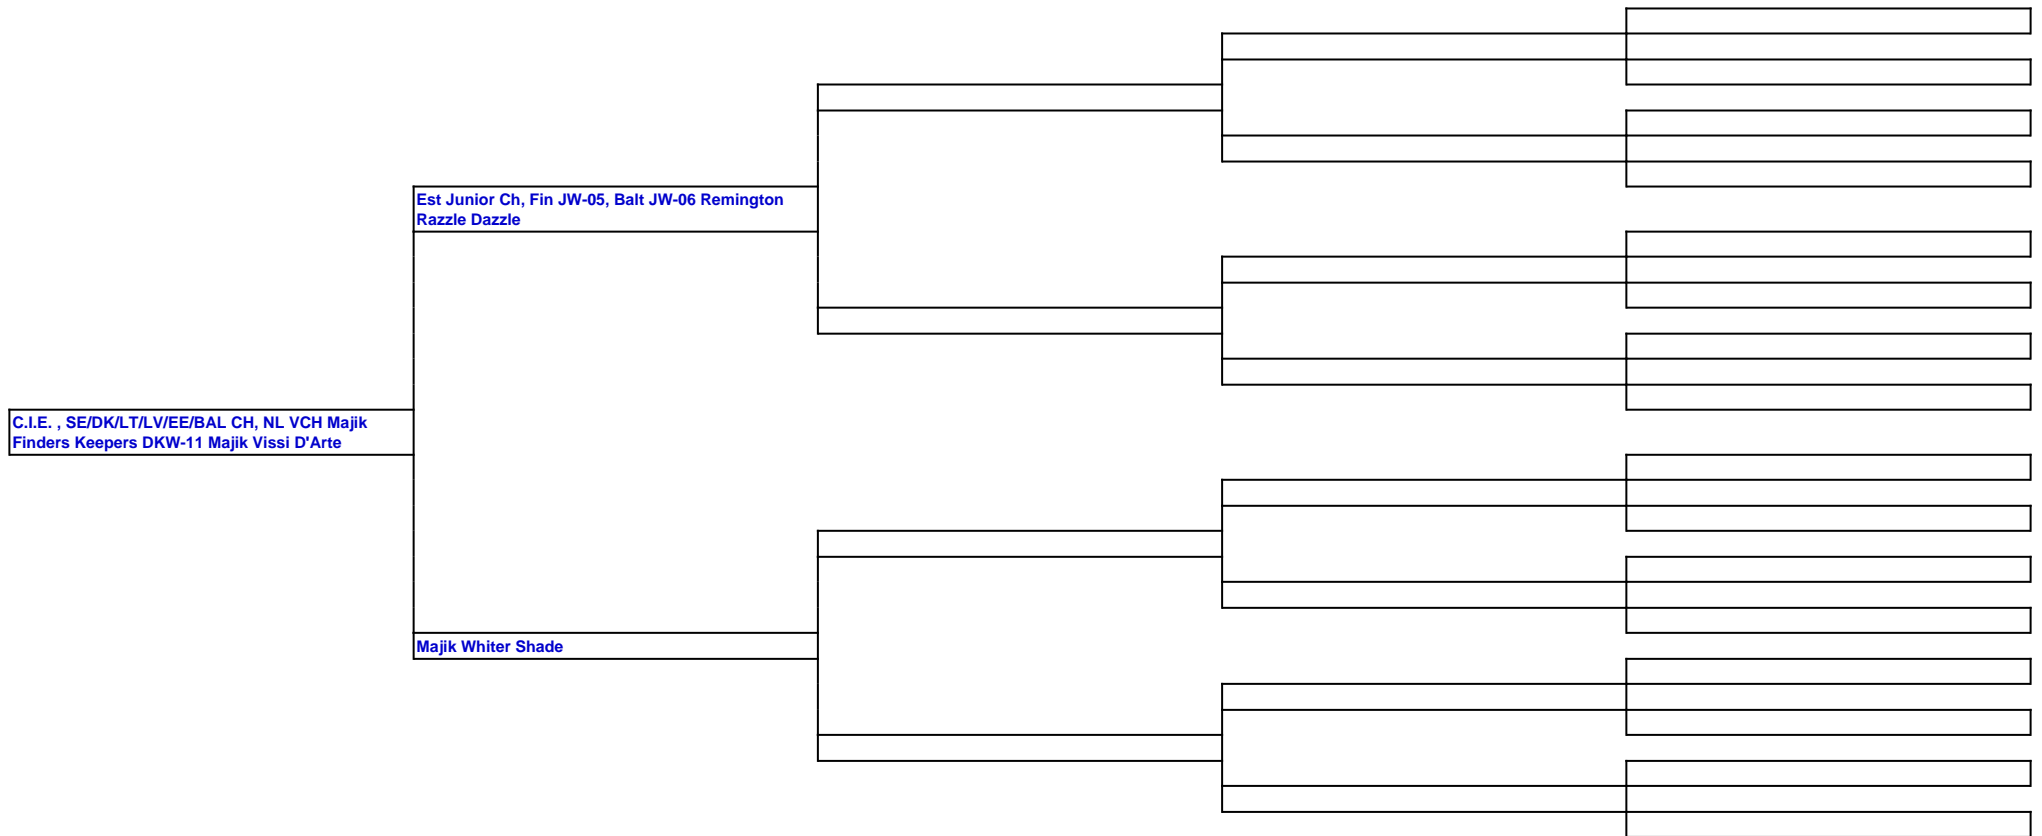 Est Junior Ch, Fin JW-05, Balt JW-06 Remington
Razzle Dazzle
C.I.E. , SE/DK/LT/LV/EE/BAL CH, NL VCH Majik
Finders Keepers DKW-11 Majik Vissi D'Arte
Majik Whiter Shade